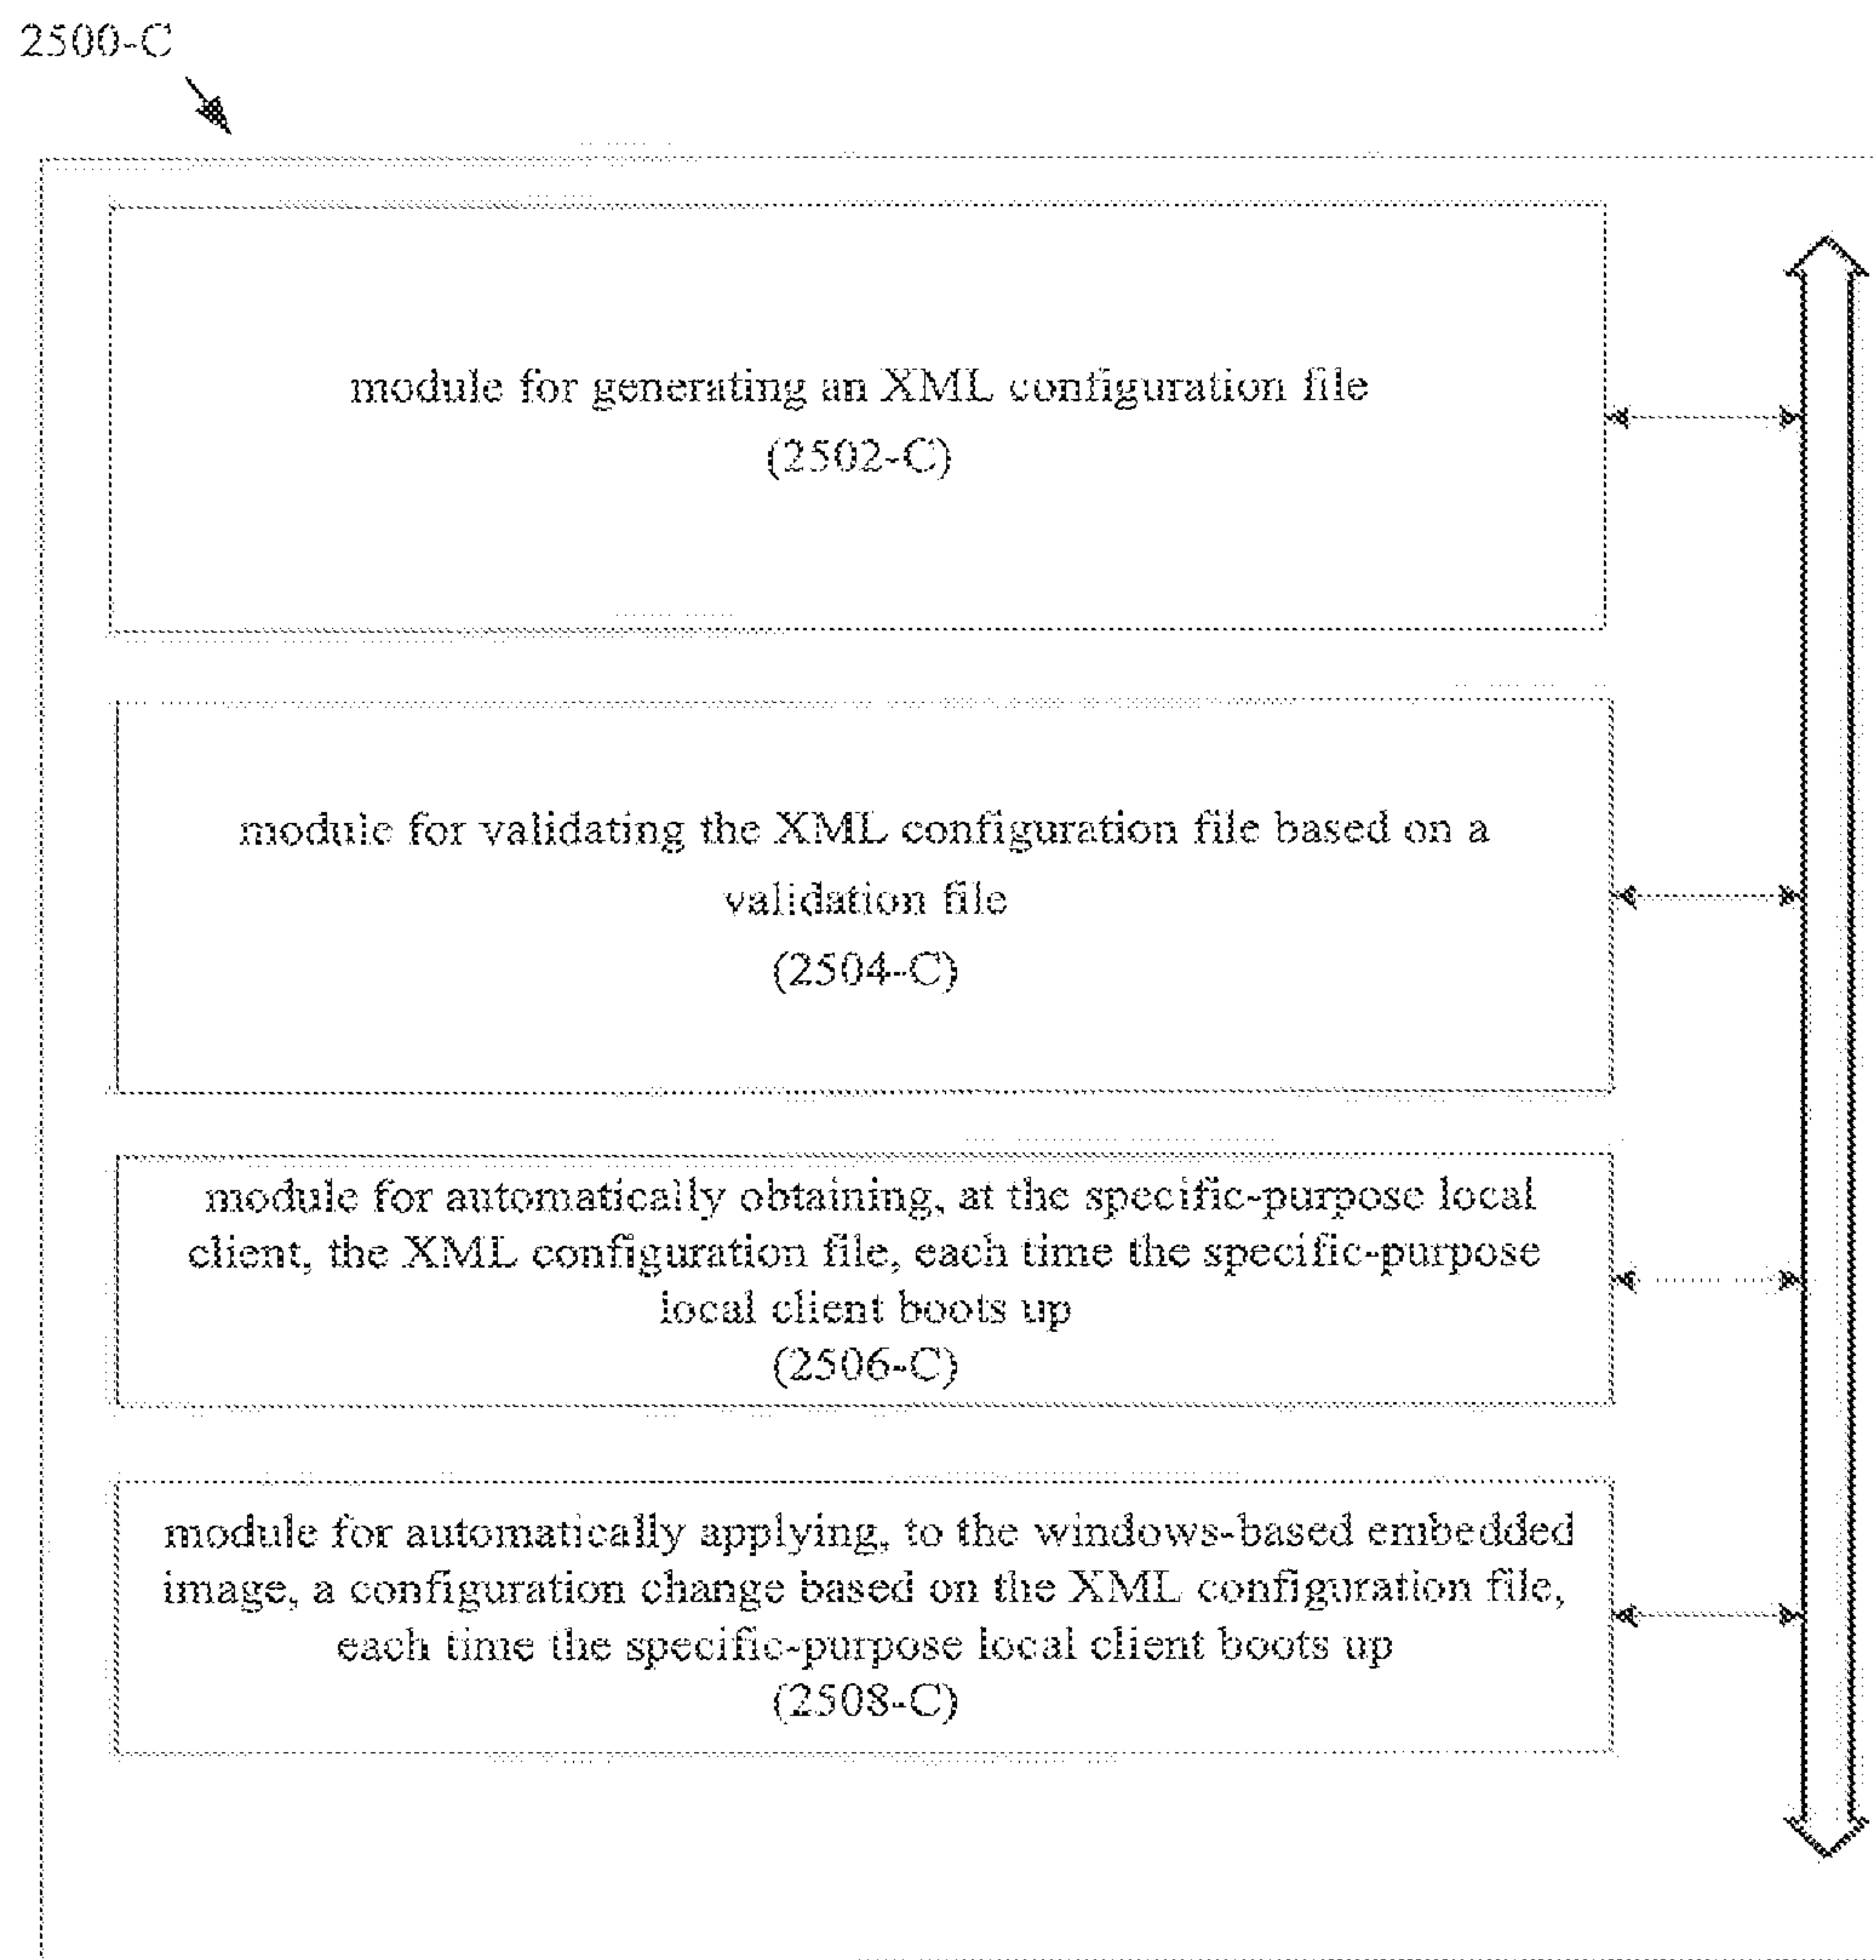 2500-C
module for generating an XML configuration file
(2502-C)
module for validating the XML configuration file based on a
validation file
(2504-C)
module for automatically obtaining, at the specific-purpose local
client, the XML configuration file, each time the specific-purpose
local client boots up
(2506-C)
module for automatically applying, to the windows-based embedded
image, a configuration change based on the XML configuration file,
each time the specific-purpose local client boots up
(2508-C)